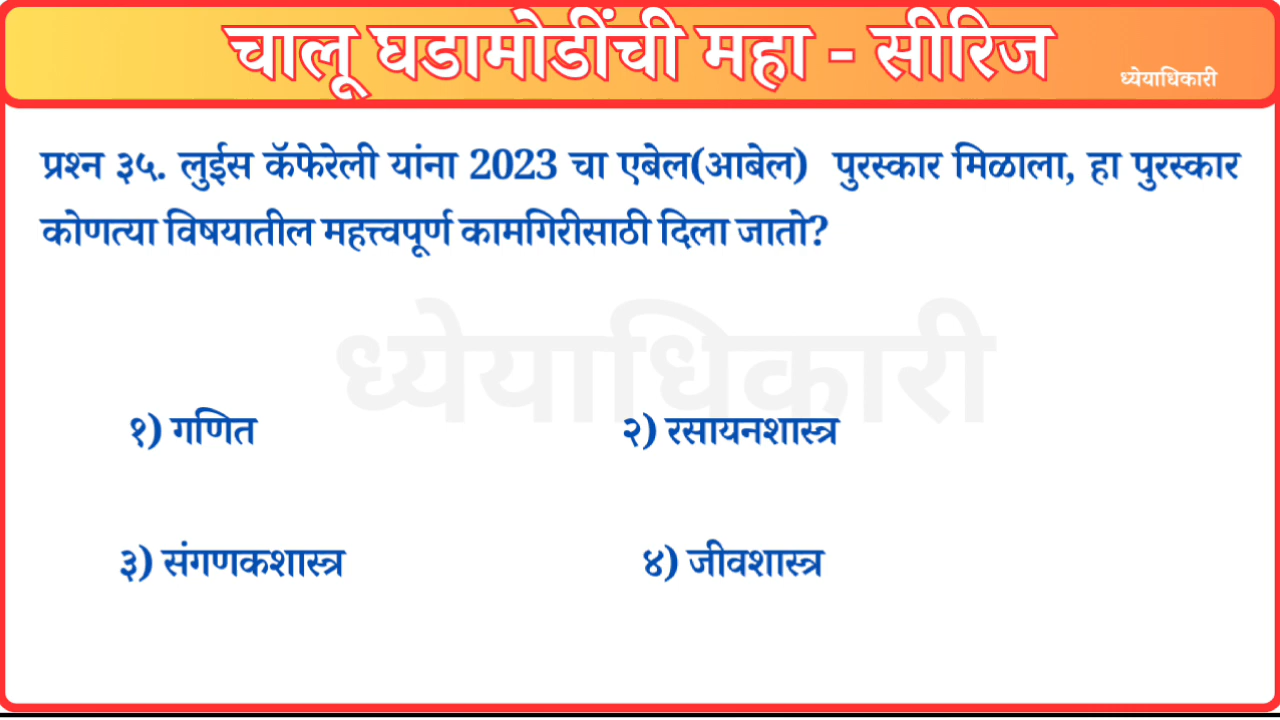 चालू घडामोडींची महा - सीरिज
ध्येयाधिकारी
प्रश्न ३५. लुईस कॅफेरेली यांना 2023 चा एबेल(आबेल) पुरस्कार मिळाला, हा पुरस्कार
कोणत्या विषयातील महत्त्वपूर्ण कामगिरीसाठी दिला जातो?
ध्येयाधिकारी
१) गणित २) रसायनशास्त्र
३) संगणकशास्त्र ४) जीवशास्त्र